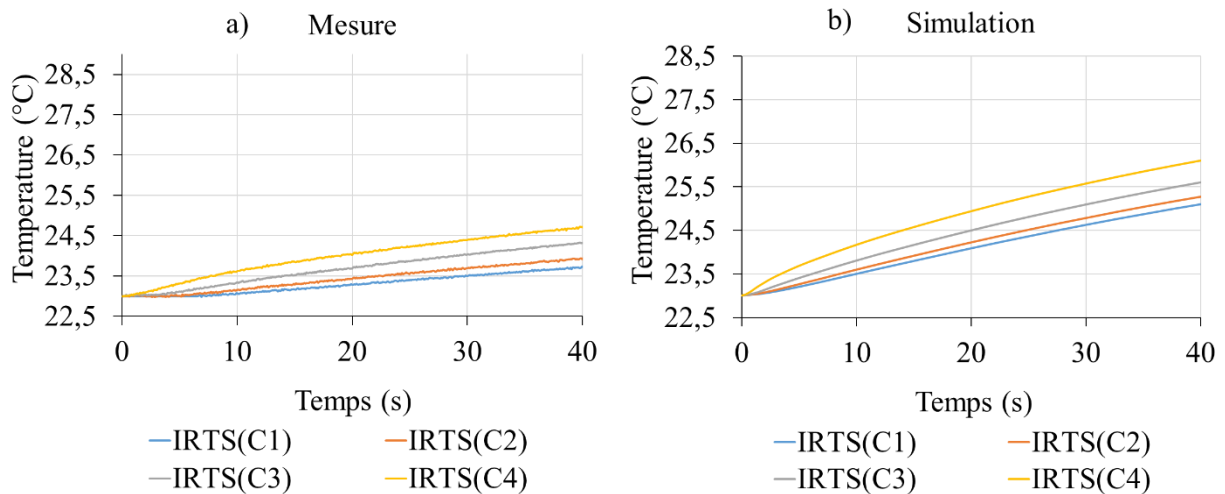 a) Mesure
Temperature (°C)
28,5
27,5
26,5
25,5
24,5
23,5
22,5
0 10 20 30 40
Temps (s)
IRTS(C1) IRTS(C2)
IRTS(C3) IRTS(C4)
b) Simulation
Temperature (°C)
28,5
27,5
26,5
25,5
24,5
23,5
22,5
0 10 20 30 40
Temps (s)
IRTS(C1) IRTS(C2)
IRTS(C3) IRTS(C4)